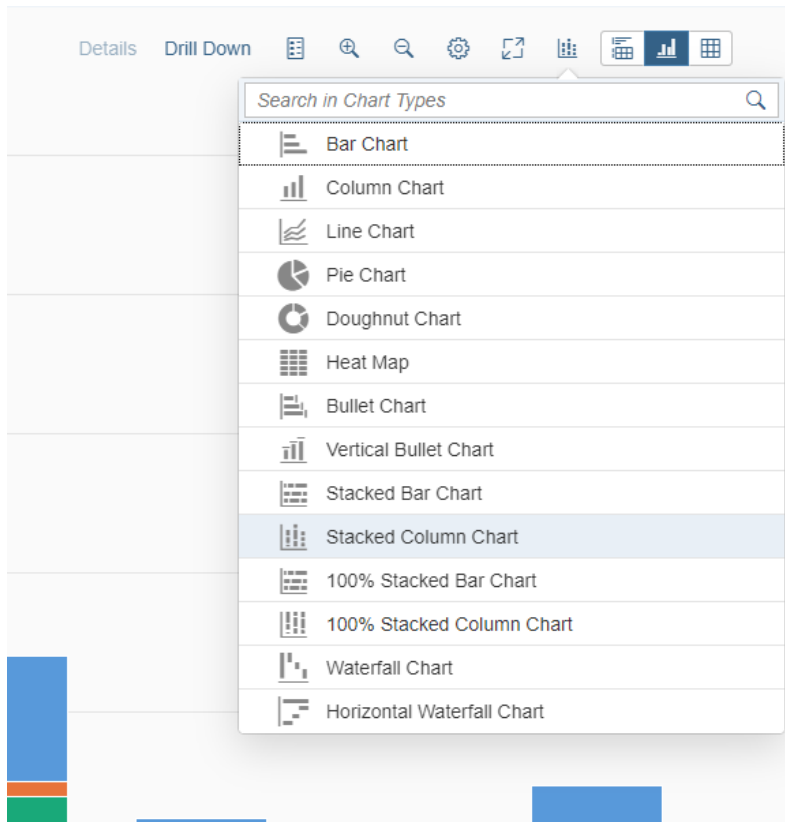 Details Drill Down
Search in Chart Types
Bar Chart
Column Chart
Line Chart
Pie Chart
Doughnut Chart
Heat Map
Bullet Chart
Vertical Bullet Chart
Stacked Bar Chart
Stacked Column Chart
100% Stacked Bar Chart
100% Stacked Column Chart
Waterfall Chart
Horizontal Waterfall Chart